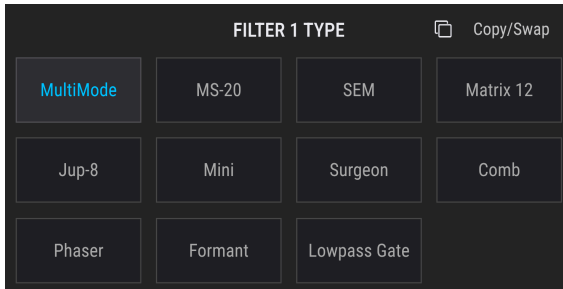 FILTER 1 TYPE Copy/Swap
MultiMode MS-20 SEM Matrix 12
Jup-8 Mini Surgeon Comb
Phaser Formant Lowpass Gate